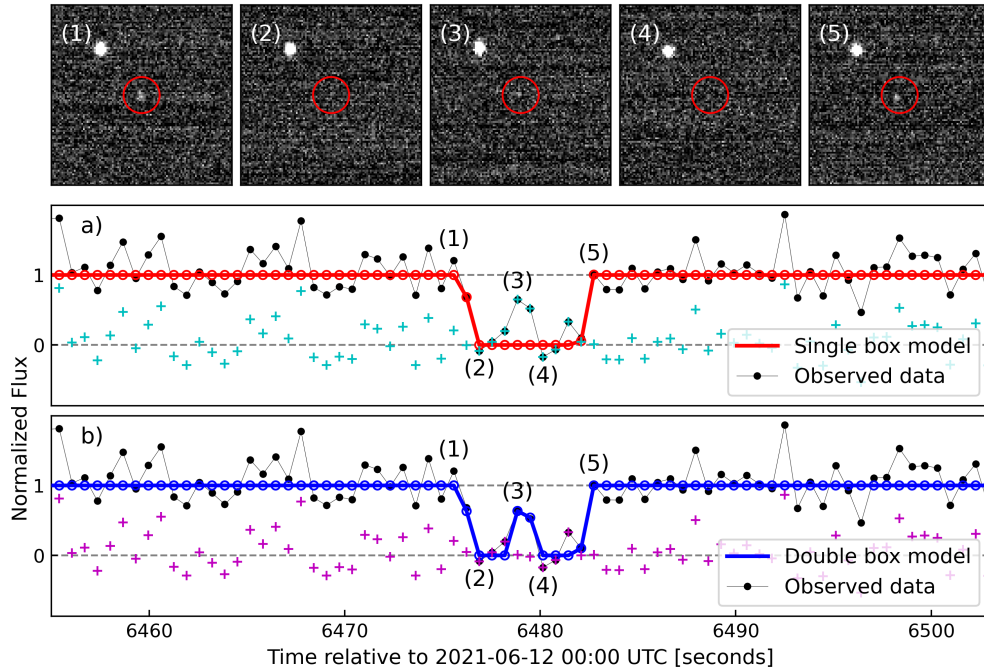 (1) (2) (3) (4) (5)
a)
(1) (5)
(3)
1
0
(2) (4)
Single box model
Observed data
b)
(1) (5)
(3)
1
0
(2) (4)
Double box model
Observed data
Normalized Flux
6460 6470 6480 6490 6500
Time relative to 2021-06-12 00:00 UTC [seconds]